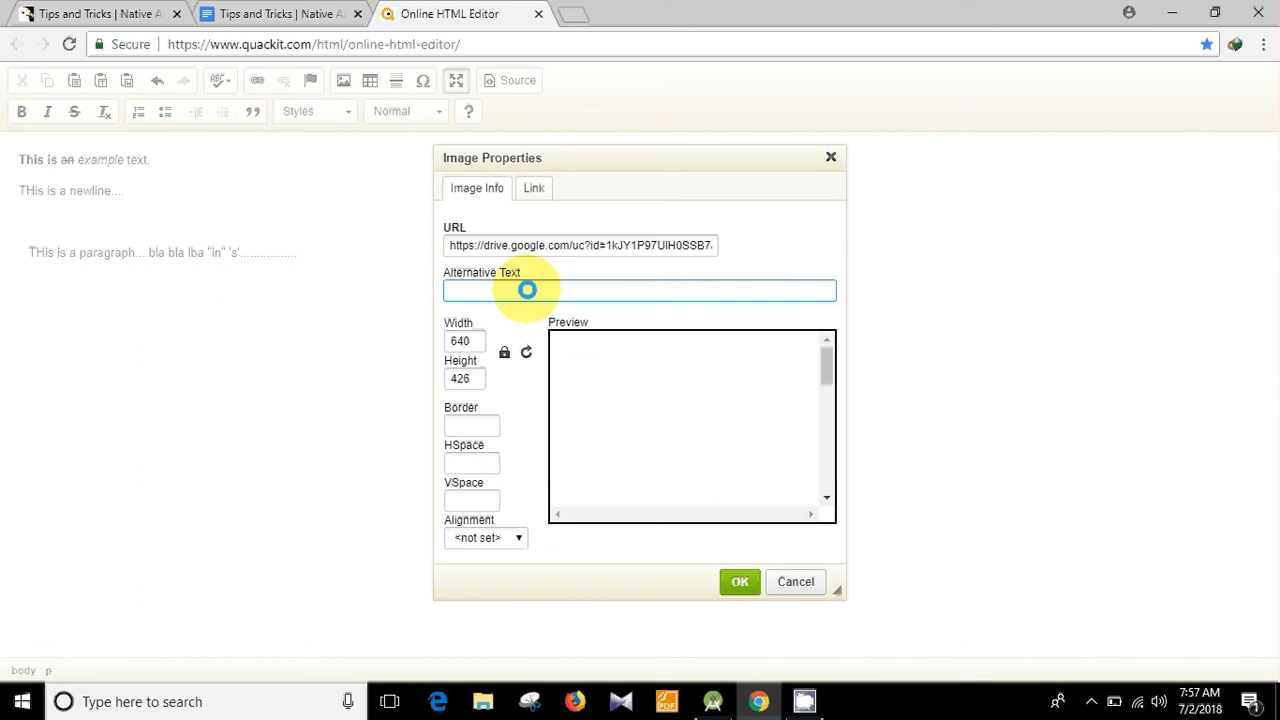 Tips and Tricks | Native A
Tips and Tricks | Native A
Online HTML Editor
Secure
https://www.quackit.com/html/online-html-editor/
ABC
Source
B I S Tx
Styles
Normal
?
This is an example text.
THis is a newline....
THis is a paragraph....bla bla lba "in" 's'................
Image Properties
Image Info
Link
URL
https://drive.google.com/uc?id=1kJY1P97UIH0SSB7
Alternative Text
Width
640
Height
426
Border
HSpace
VSpace
Alignment
<not set>
Preview
OK
Cancel
body p
Type here to search
PDF
7:57 AM
7/2/2018
1